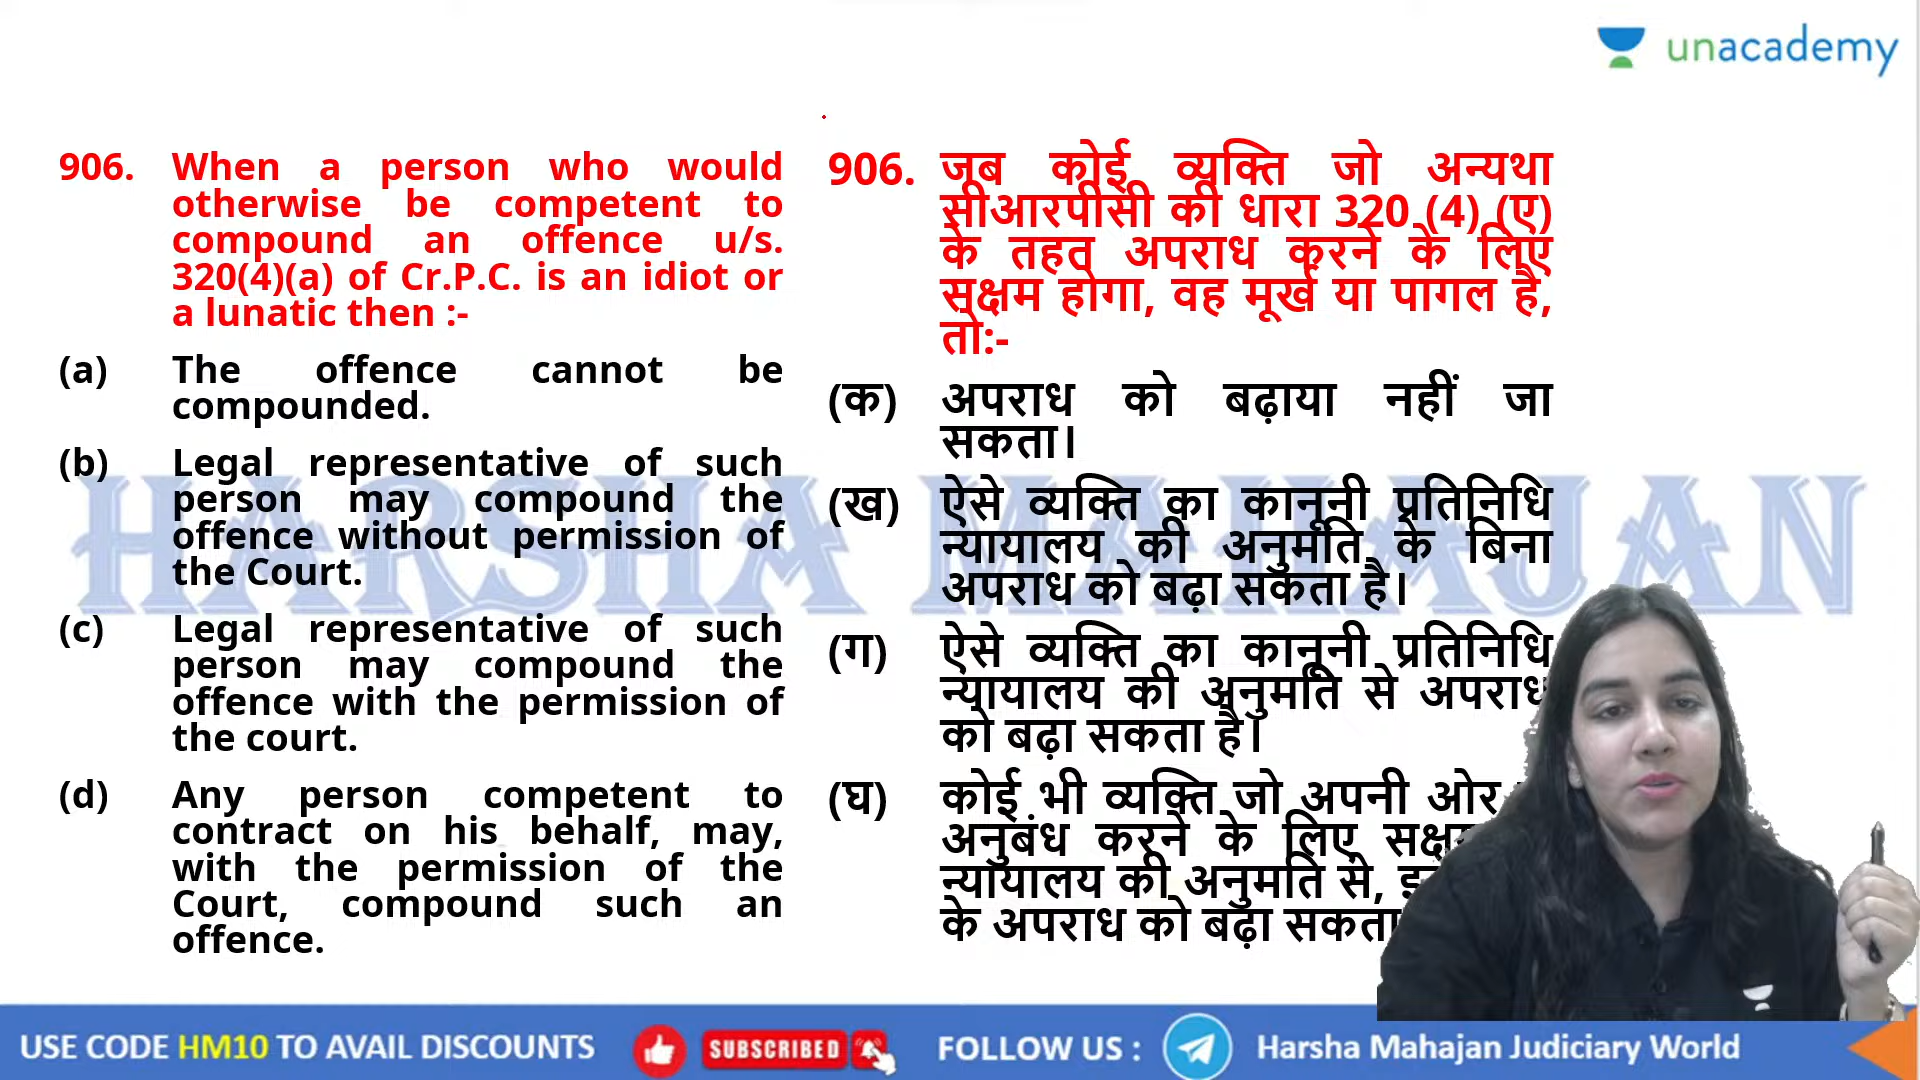 unacademy
906. When a person who would
otherwise be competent to
compound an offence u/s.
320(4)(a) of Cr.P.C. is an idiot or
a lunatic then :-
(a) The offence cannot be
compounded.
(b) Legal representative of such
person may compound the
offence without permission of
the Court.
(c) Legal representative of such
person may compound the
offence with the permission of
the court.
(d) Any person competent to
contract on his behalf, may,
with the permission of the
Court, compound such an
offence.
906. जब कोई व्यक्ति जो अन्यथा
सीआरपीसी की धारा 320 (4) (ए)
के तहत अपराध करने के लिए
सक्षम होगा, वह मूर्ख या पागल है,
तो:-
(क) अपराध को बढ़ाया नहीं जा
सकता।
(ख) ऐसे व्यक्ति का कानूनी प्रतिनिधि
न्यायालय की अनुमति के बिना
अपराध को बढ़ा सकता है।
(ग) ऐसे व्यक्ति का कानूनी प्रतिनिधि
न्यायालय की अनुमति से अपराध
को बढ़ा सकता है।
(घ) कोई भी व्यक्ति जो अपनी ओर
अनुबंध करने के लिए
न्यायालय की अनुमति से,
के अपराध को बढ़ा सकता
HARSHA MAHAJAN
USE CODE HM10 TO AVAIL DISCOUNTS
SUBSCRIBED
FOLLOW US :
Harsha Mahajan Judiciary World